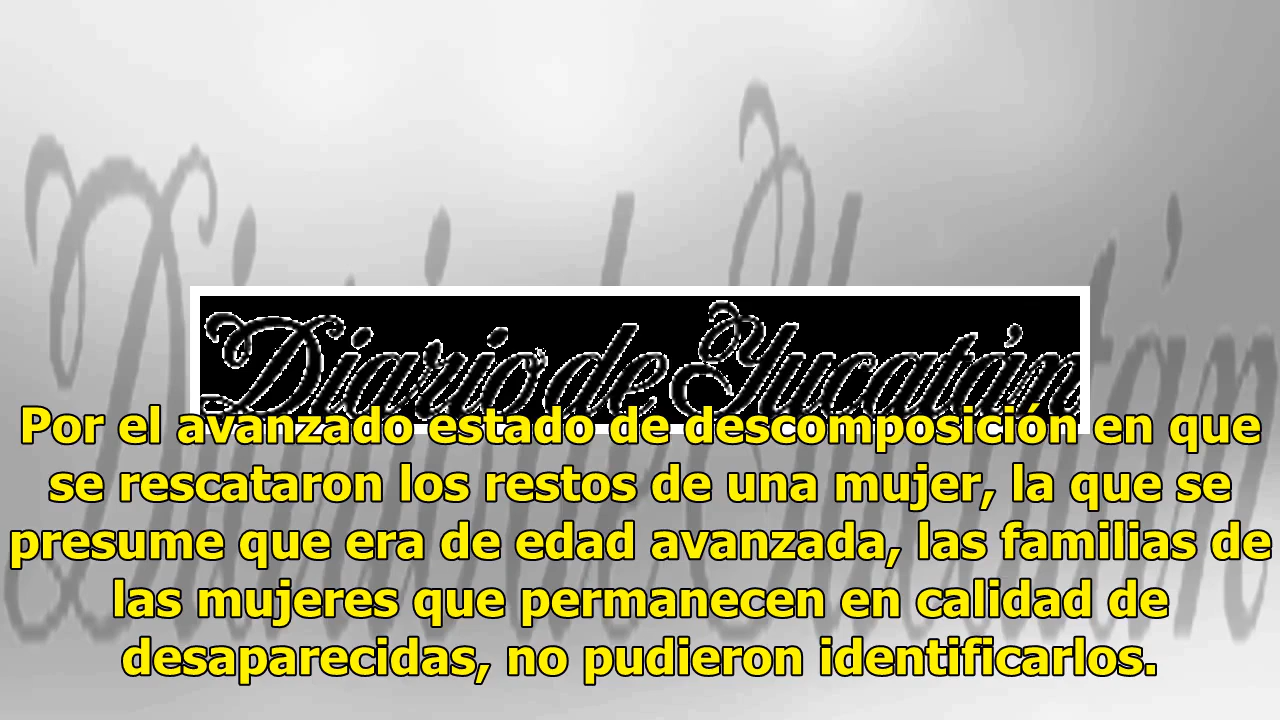 Diario de Yucatán
Por el avanzado estado de descomposición en que
se rescataron los restos de una mujer, la que se
presume que era de edad avanzada, las familias de
las mujeres que permanecen en calidad de
desaparecidas, no pudieron identificarlos.